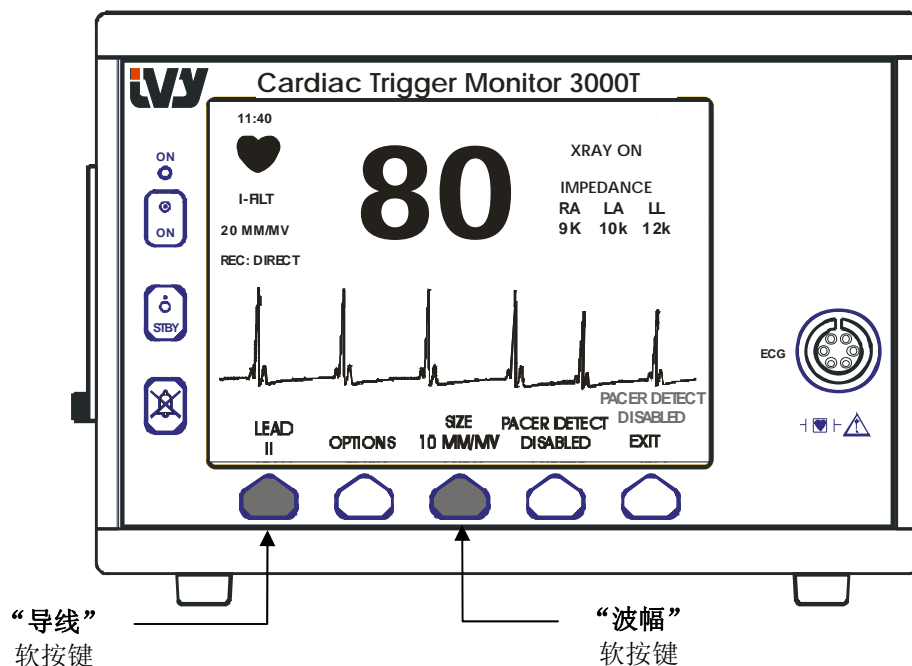 ivy
Cardiac Trigger Monitor 3000T
11:40
I-FILT
20 MM/MV
REC: DIRECT
80
XRAY ON
IMPEDANCE
RA LA LL
9K 10k 12k
ON
ON
STBY
ECG
PACER DETECT
DISABLED
LEAD
II
OPTIONS
SIZE
10 MM/MV
PACER DETECT
DISABLED
EXIT
“导线”
软按键
“波幅”
软按键